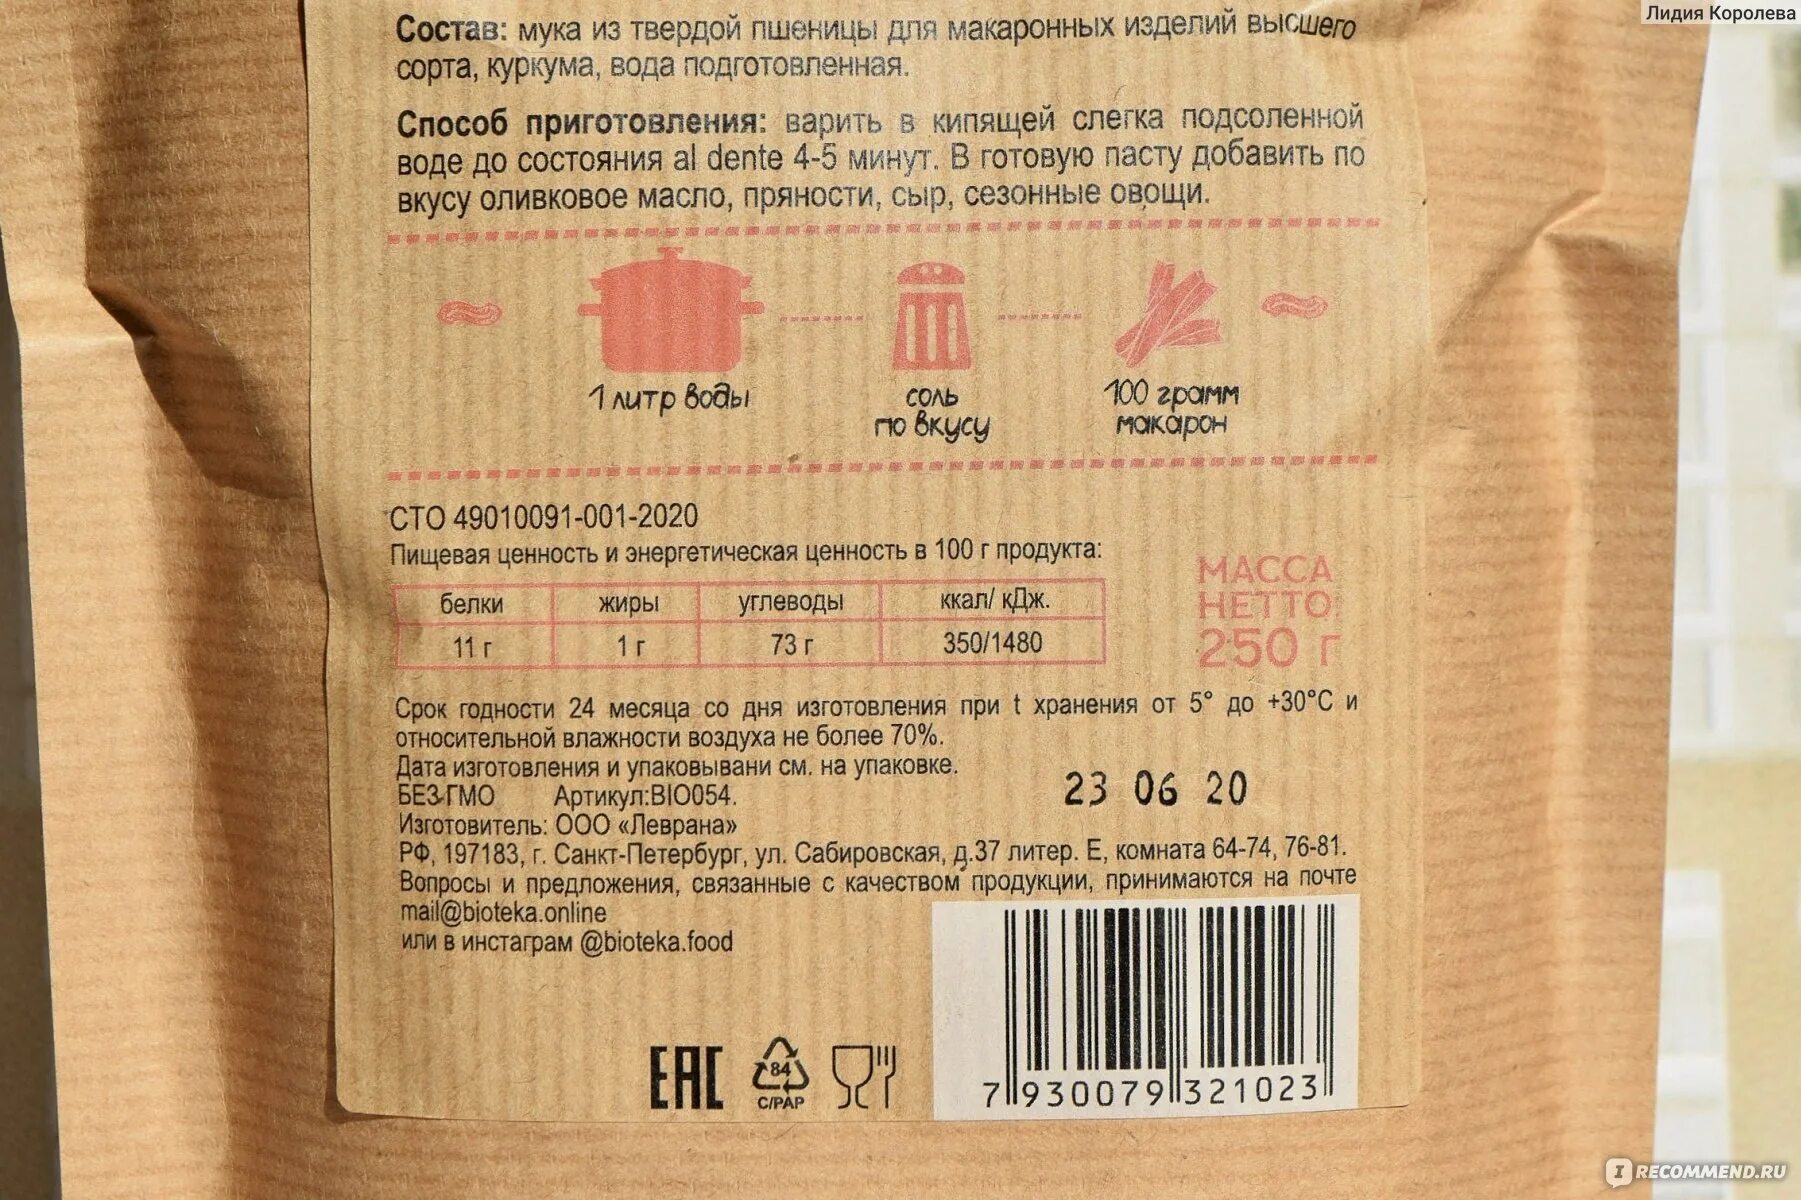 Лидия Королева
Состав: мука из твердой пшеницы для макаронных изделий высшего
сорта, куркума, вода подготовленная.
Способ приготовления: варить в кипящей слегка подсоленной
воде до состояния al dente 4-5 минут. В готовую пасту добавить по
вкусу оливковое масло, пряности, сыр, сезонные овощи.
1 литр воды
соль
по вкусу
100 грамм
макарон
СТО 49010091-001-2020
Пищевая ценность и энергетическая ценность в 100 г продукта:
белки жиры углеводы ккал/ кДж.
11 г 1 г 73 г 350/1480
МАССА
НЕТТО:
250 г
Срок годности 24 месяца со дня изготовления при t хранения от 5° до +30°С и
относительной влажности воздуха не более 70%.
Дата изготовления и упаковывани см. на упаковке.
БЕЗ ГМО Артикул:BIO054.
23 06 20
Изготовитель: ООО «Леврана»
РФ, 197183, г. Санкт-Петербург, ул. Сабировская, д.37 литер. Е, комната 64-74, 76-81.
Вопросы и предложения, связанные с качеством продукции, принимаются на почте
mail@bioteka.online
или в инстаграм @bioteka.food
EAC
84
C/PAP
7 930079 321023
IRECOMMEND.RU